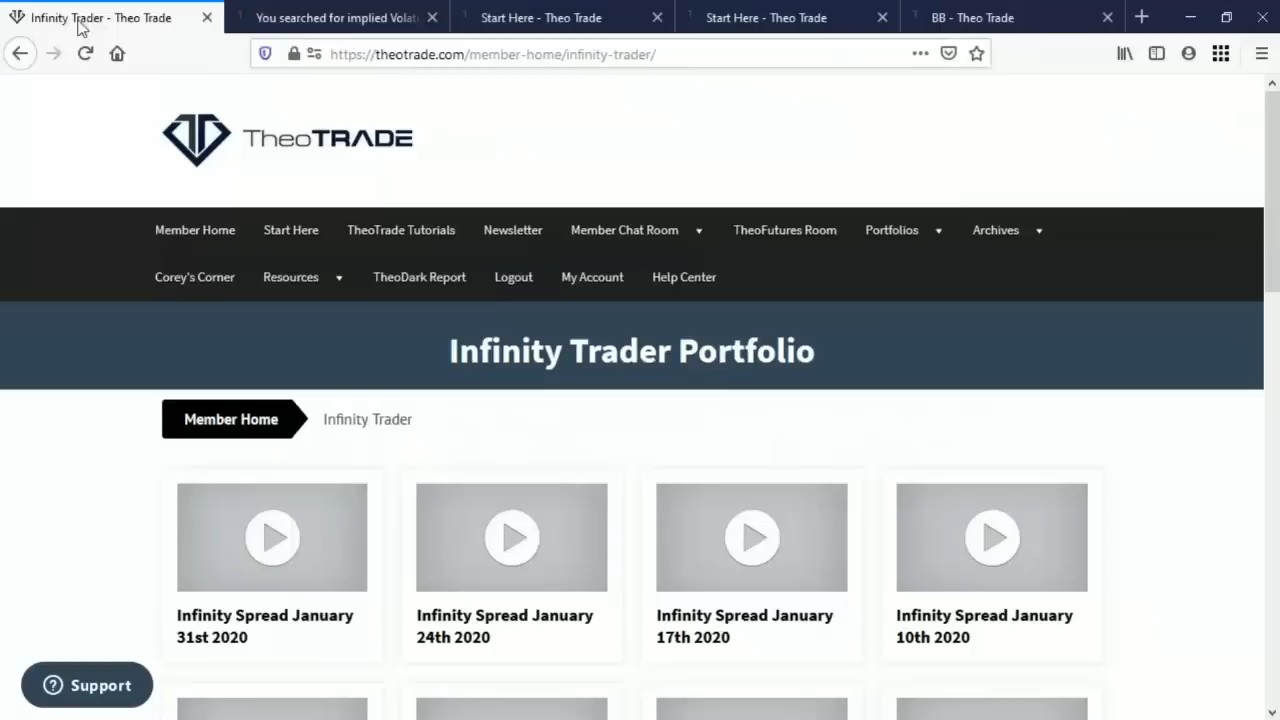 Infinity Trader - Theo Trade
You searched for implied Volat
Start Here - Theo Trade
Start Here - Theo Trade
BB - Theo Trade
https://theotrade.com/member-home/infinity-trader/
TheoTRADE
Member Home Start Here TheoTrade Tutorials Newsletter Member Chat Room TheoFutures Room Portfolios Archives
Corey's Corner Resources TheoDark Report Logout My Account Help Center
Infinity Trader Portfolio
Member Home Infinity Trader
Infinity Spread January
31st 2020
Infinity Spread January
24th 2020
Infinity Spread January
17th 2020
Infinity Spread January
10th 2020
Support